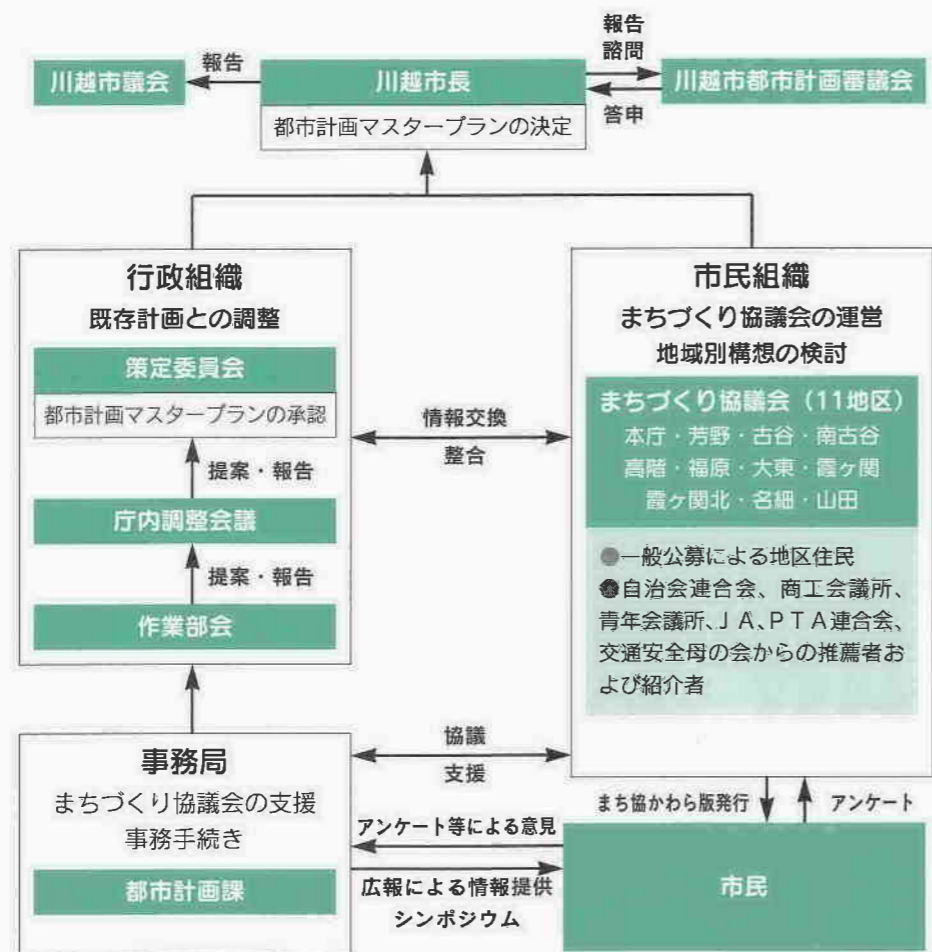 報告
諮問
川越市議会
報告
川越市長
川越市都市計画審議会
都市計画マスタープランの決定
答申
行政組織
既存計画との調整
策定委員会
都市計画マスタープランの承認
提案・報告
庁内調整会議
提案・報告
作業部会
情報交換
整合
市民組織
まちづくり協議会の運営
地域別構想の検討
まちづくり協議会（11地区）
本庁・芳野・古谷・南古谷
高階・福原・大東・霞ヶ関
霞ヶ関北・名細・山田
●一般公募による地区住民
●自治会連合会、商工会議所、
青年会議所、ＪＡ、ＰＴＡ連合会、
交通安全母の会からの推薦者お
よび紹介者
事務局
まちづくり協議会の支援
事務手続き
都市計画課
協議
支援
アンケート等による意見
広報による情報提供
シンポジウム
まち協かわら版発行
アンケート
市民